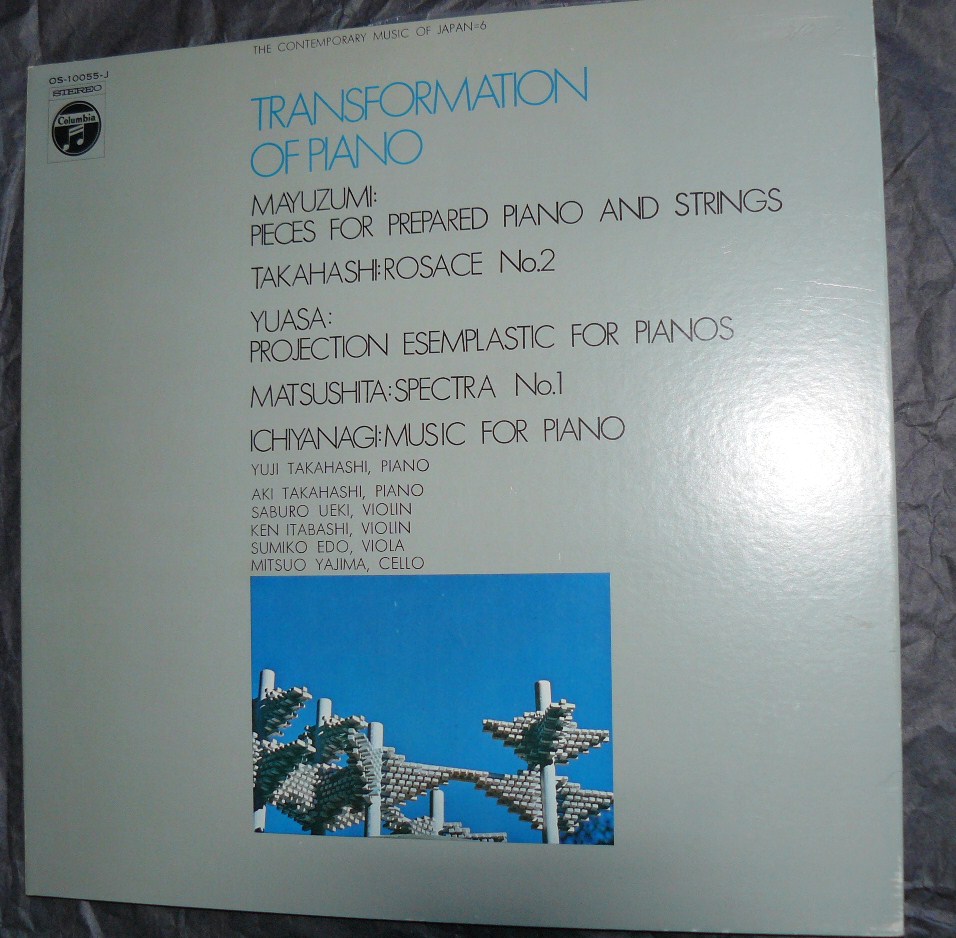 THE CONTEMPORARY MUSIC OF JAPAN=6
OS-10055-J
STEREO
Columbia
TRANSFORMATION
OF PIANO
MAYUZUMI:
PIECES FOR PREPARED PIANO AND STRINGS
TAKAHASHI:ROSACE No.2
YUASA:
PROJECTION ESEMPLASTIC FOR PIANOS
MATSUSHITA:SPECTRA No.1
ICHIYANAGI:MUSIC FOR PIANO
YUJI TAKAHASHI, PIANO
AKI TAKAHASHI, PIANO
SABURO UEKI, VIOLIN
KEN ITABASHI, VIOLIN
SUMIKO EDO, VIOLA
MITSUO YAJIMA, CELLO